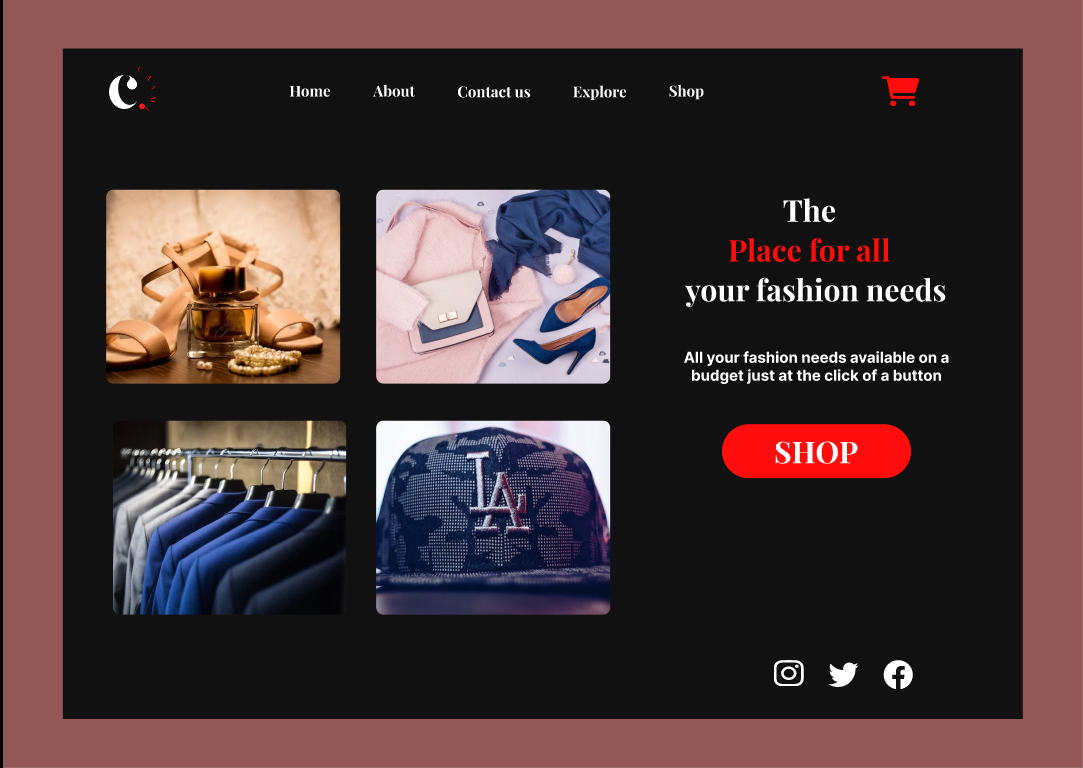 C
Home
About
Contact us
Explore
Shop
The
Place for all
your fashion needs
All your fashion needs available on a
budget just at the click of a button
SHOP
LA